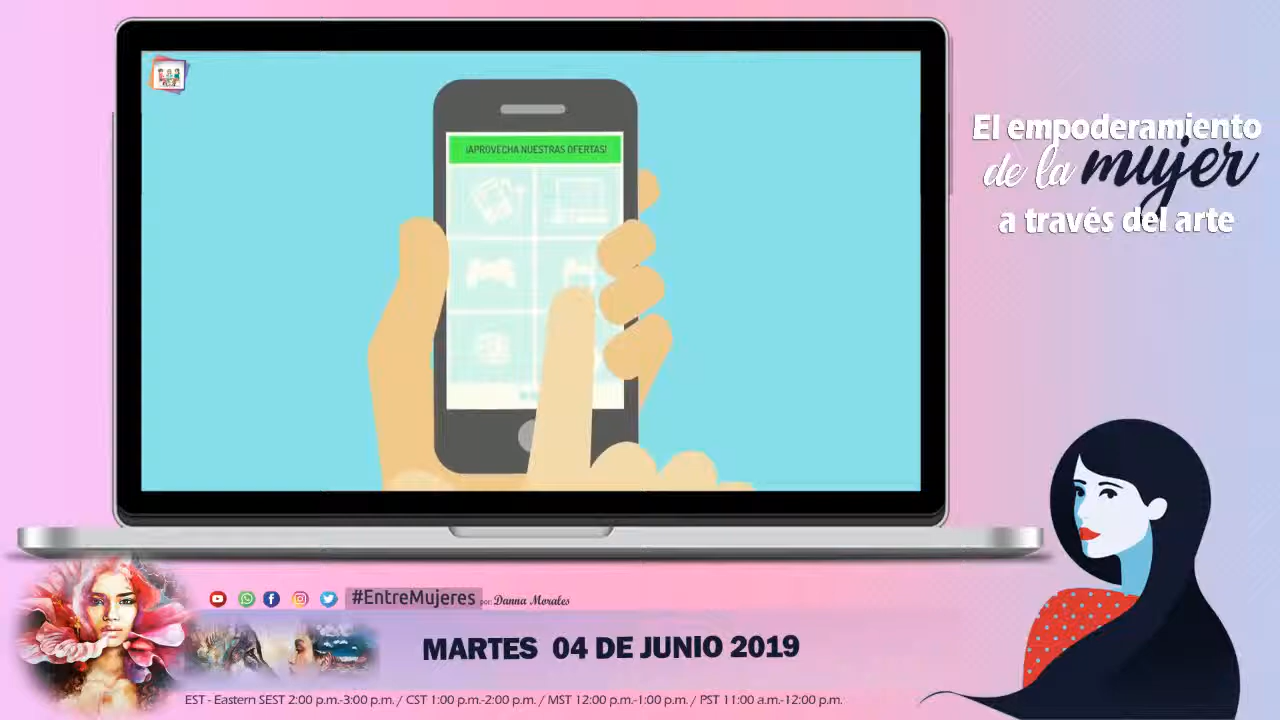 ¡APROVECHA NUESTRAS OFERTAS!
El empoderamiento
de la mujer
a través del arte
#EntreMujeres por: Danna Morales
MARTES 04 DE JUNIO 2019
EST - Eastern SEST 2:00 p.m.-3:00 p.m. / CST 1:00 p.m.-2:00 p.m. / MST 12:00 p.m.-1:00 p.m. / PST 11:00 a.m.-12:00 p.m.